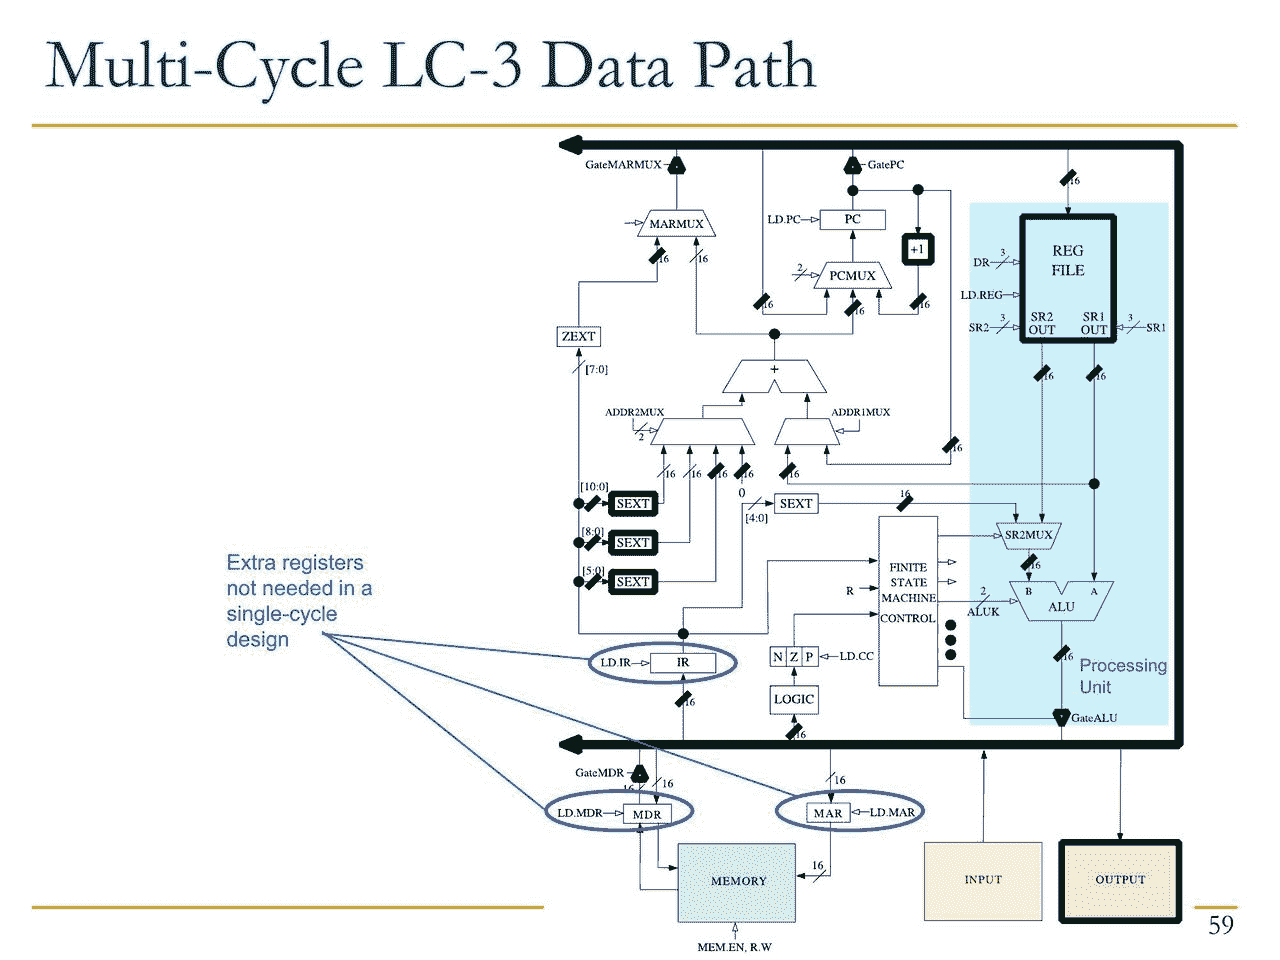 Multi-Cycle LC-3 Data Path
GateMARMUX
GatePC
16
MARMUX
LD.PC
PC
+1
REG
FILE
DR
3
LD.REG
SR2
3
SR2
OUT
SR1
OUT
3
SR1
16
16
2
PCMUX
16
16
16
ZEXT
[7:0]
+
16
16
ADDR2MUX
2
ADDR1MUX
16
16
16
16
16
0
16
[10:0]
SEXT
[8:0]
SEXT
[5:0]
SEXT
[4:0]
SEXT
16
SR2MUX
16
FINITE
STATE
MACHINE
CONTROL
R
2
ALUK
B
A
ALU
16
Extra registers
not needed in a
single-cycle
design
LD.IR
IR
16
N Z P
LD.CC
LOGIC
16
Processing
Unit
GateALU
GateMDR
16
16
16
LD.MDR
MDR
MAR
LD.MAR
16
MEMORY
INPUT
OUTPUT
MEM.EN, R.W
59